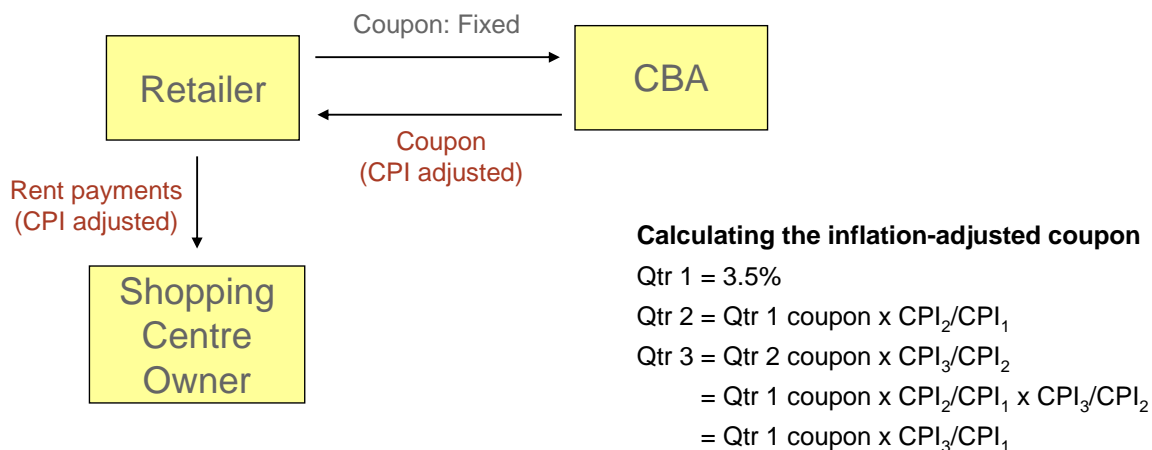 Coupon: Fixed
Retailer
CBA
Coupon
(CPI adjusted)
Rent payments
(CPI adjusted)
Shopping
Centre
Owner
Calculating the inflation-adjusted coupon
Qtr 1 = 3.5%
Qtr 2 = Qtr 1 coupon x CPI₂/CPI₁
Qtr 3 = Qtr 2 coupon x CPI₃/CPI₂
= Qtr 1 coupon x CPI₂/CPI₁ x CPI₃/CPI₂
= Qtr 1 coupon x CPI₃/CPI₁